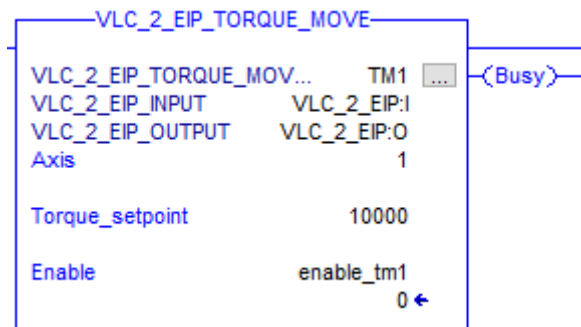 VLC_2_EIP_TORQUE_MOVE
VLC_2_EIP_TORQUE_MOV... TM1 ... (Busy)
VLC_2_EIP_INPUT VLC_2_EIP:I
VLC_2_EIP_OUTPUT VLC_2_EIP:O
Axis 1
Torque_setpoint 10000
Enable enable_tm1
0